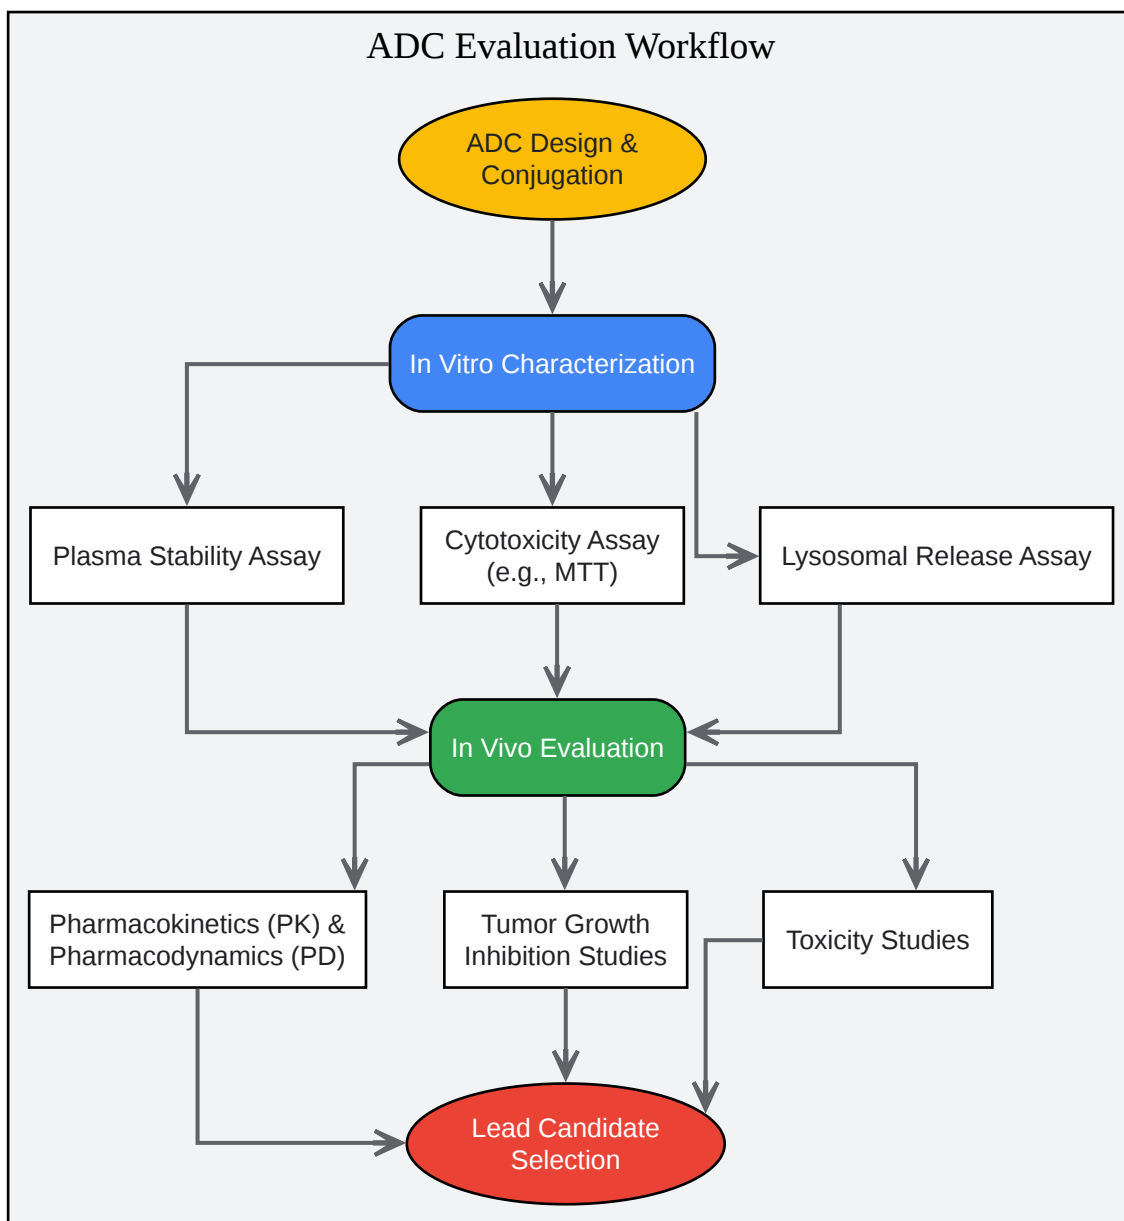 ADC Evaluation Workflow
ADC Design &
Conjugation
In Vitro Characterization
Plasma Stability Assay
Cytotoxicity Assay
(e.g., MTT)
Lysosomal Release Assay
In Vivo Evaluation
Pharmacokinetics (PK) &
Pharmacodynamics (PD)
Tumor Growth
Inhibition Studies
Toxicity Studies
Lead Candidate
Selection